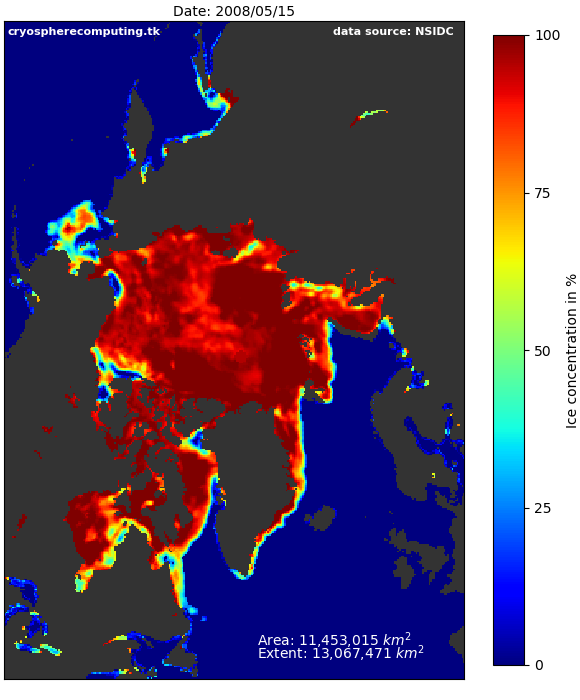 Date: 2008/05/15
cryospherecomputing.tk
data source: NSIDC
100
75
50
25
0
Ice concentration in %
Area: 11,453,015 km²
Extent: 13,067,471 km²